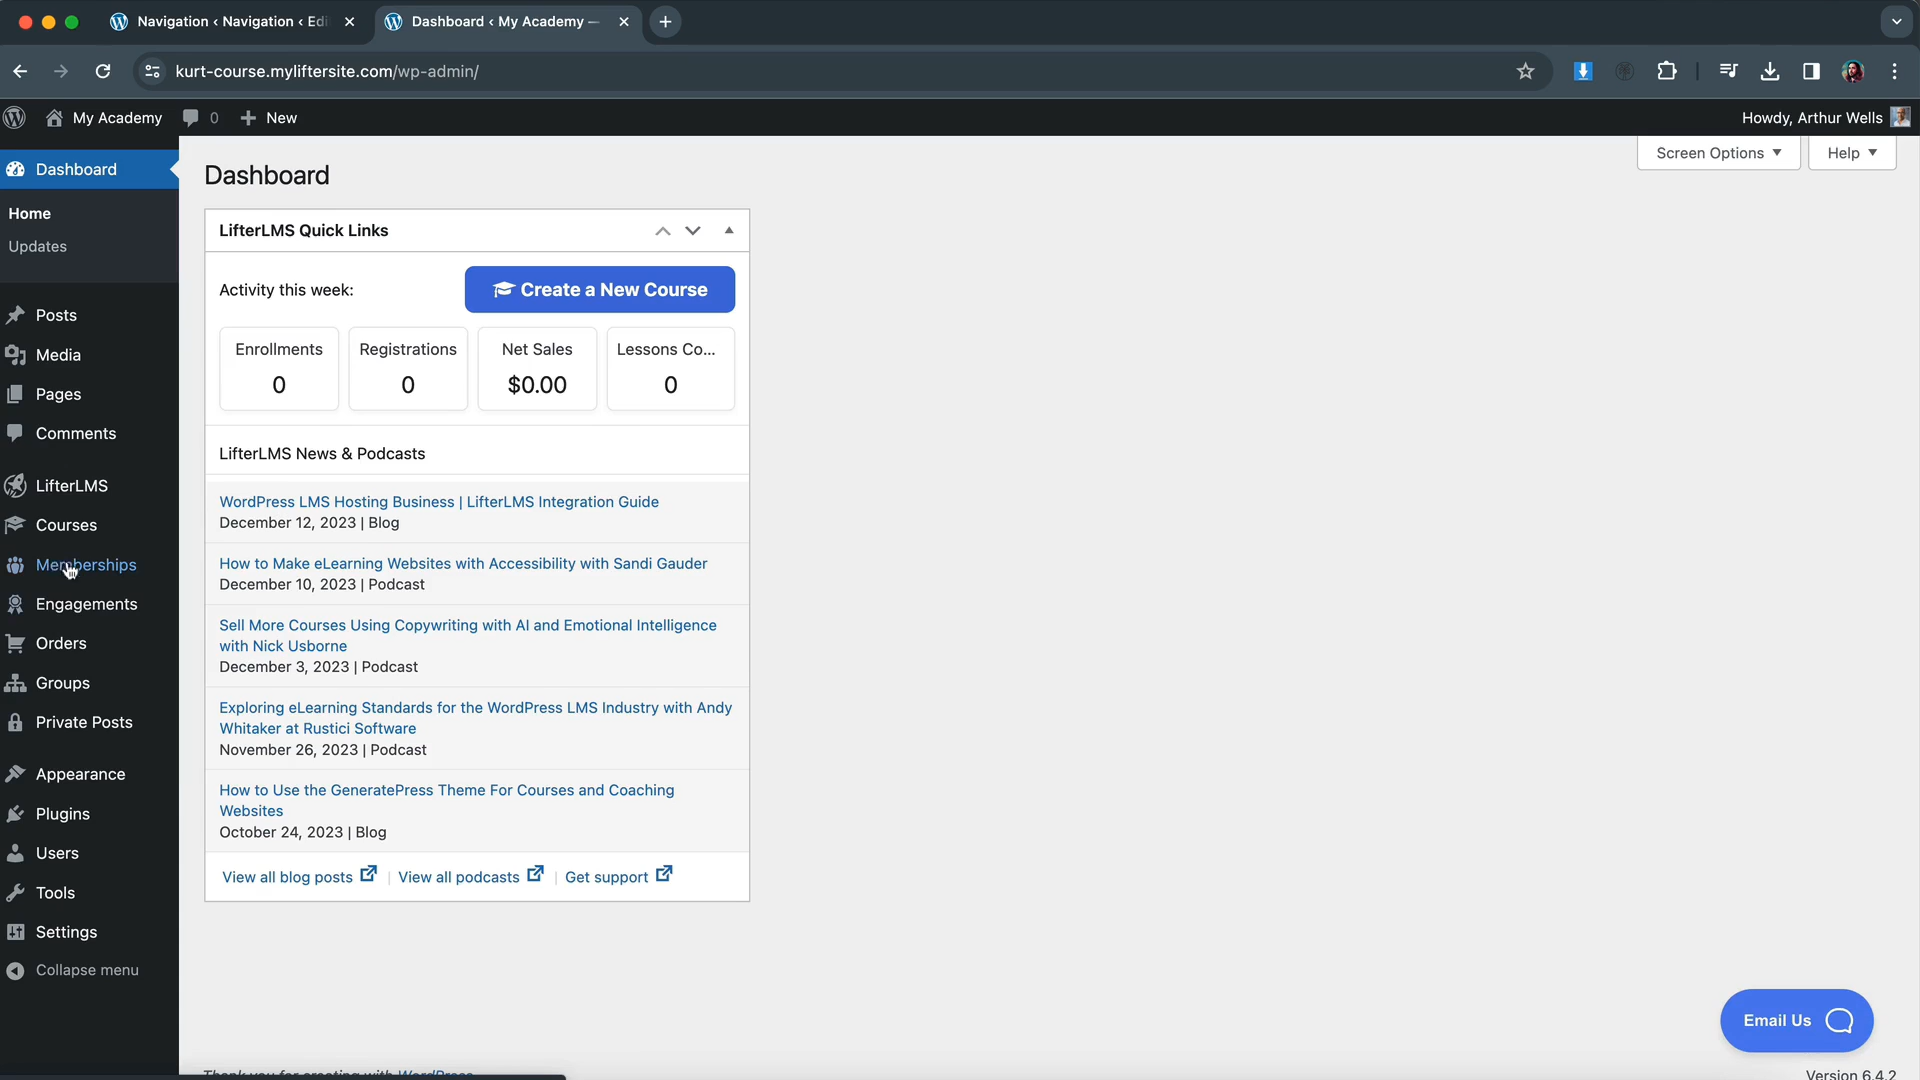 Navigation ‹ Navigation ‹ Edi
Dashboard ‹ My Academy —
kurt-course.myliftersite.com/wp-admin/
My Academy
0
New
Howdy, Arthur Wells
Dashboard
Home
Updates
Posts
Media
Pages
Comments
LifterLMS
Courses
Memberships
Engagements
Orders
Groups
Private Posts
Appearance
Plugins
Users
Tools
Settings
Collapse menu
Screen Options
Help
Dashboard
LifterLMS Quick Links
Activity this week:
Create a New Course
Enrollments
0
Registrations
0
Net Sales
$0.00
Lessons Co...
0
LifterLMS News & Podcasts
WordPress LMS Hosting Business | LifterLMS Integration Guide
December 12, 2023 | Blog
How to Make eLearning Websites with Accessibility with Sandi Gauder
December 10, 2023 | Podcast
Sell More Courses Using Copywriting with AI and Emotional Intelligence
with Nick Usborne
December 3, 2023 | Podcast
Exploring eLearning Standards for the WordPress LMS Industry with Andy
Whitaker at Rustici Software
November 26, 2023 | Podcast
How to Use the GeneratePress Theme For Courses and Coaching
Websites
October 24, 2023 | Blog
View all blog posts | View all podcasts | Get support
Email Us
Thank you for creating with WordPress
Version 6.4.2